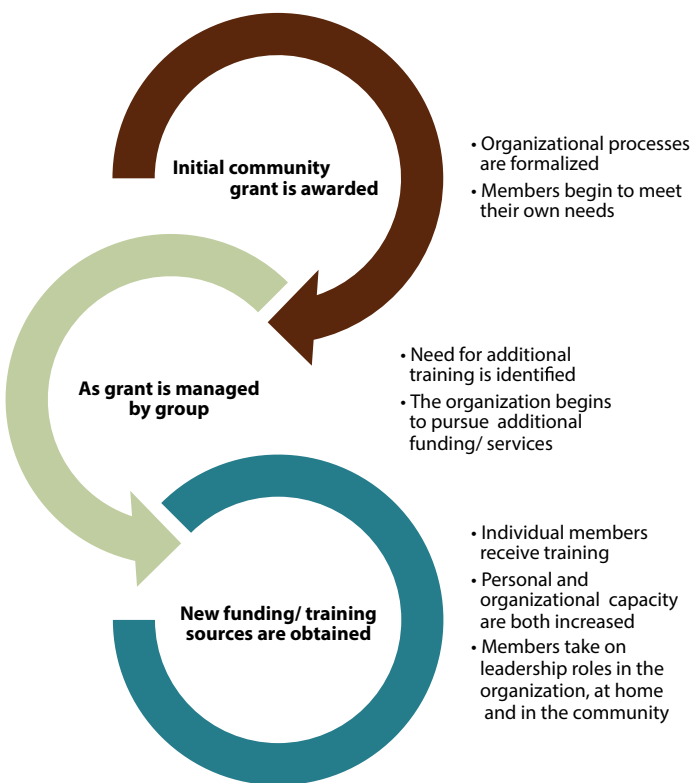 Initial community
grant is awarded
• Organizational processes
are formalized
• Members begin to meet
their own needs
As grant is managed
by group
• Need for additional
training is identified
• The organization begins
to pursue additional
funding/ services
New funding/ training
sources are obtained
• Individual members
receive training
• Personal and
organizational capacity
are both increased
• Members take on
leadership roles in the
organization, at home
and in the community